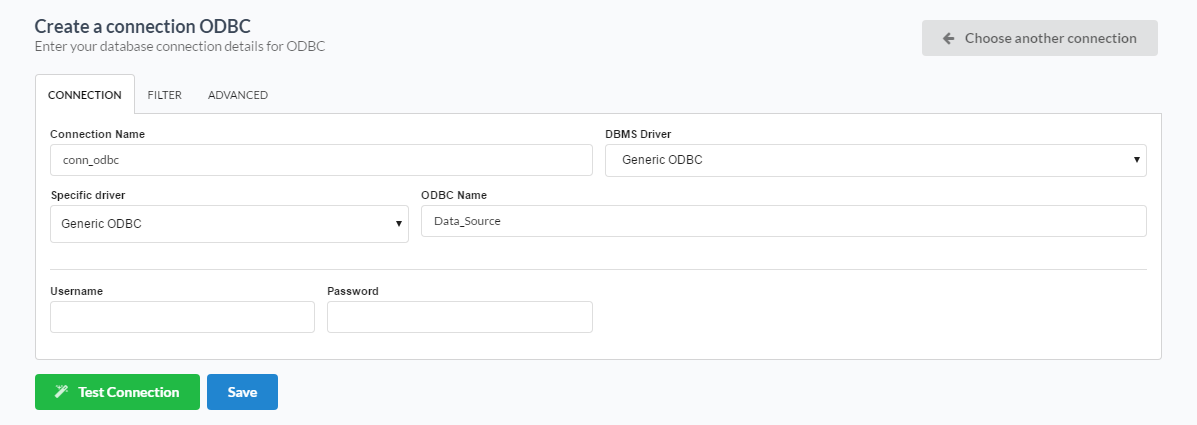 Create a connection ODBC
Enter your database connection details for ODBC
Choose another connection
CONNECTION FILTER ADVANCED
Connection Name DBMS Driver
conn_odbc Generic ODBC
Specific driver ODBC Name
Generic ODBC Data_Source
Username Password
Test Connection Save